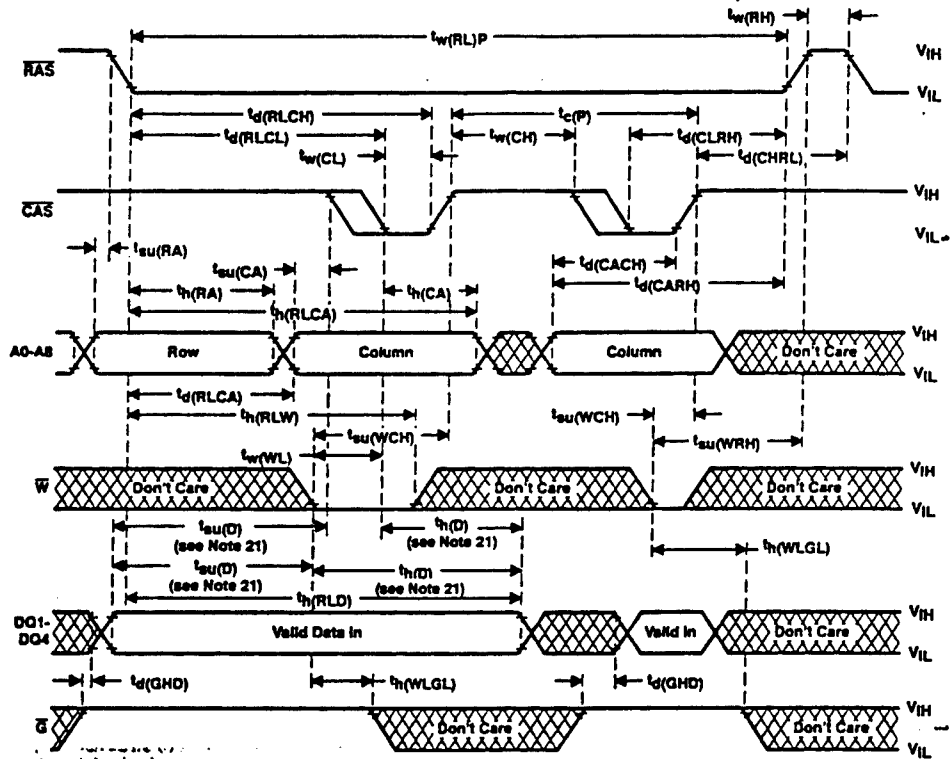 tw(RH)
tw(RL)P
RAS
VIH
VIL
td(RLCH)
tc(P)
td(RLCL)
tw(CH)
td(CLRH)
tw(CL)
td(CHRL)
CAS
VIH
VIL
tsu(RA)
tsu(CA)
td(CACH)
th(RA)
th(CA)
td(CARH)
th(RLCA)
A0-A8
Row
Column
Column
Don't Care
VIH
VIL
td(RLCA)
th(RLW)
tsu(WCH)
tsu(WCH)
tsu(WRH)
tw(WL)
W
Don't Care
Don't Care
Don't Care
VIH
VIL
tsu(D)
(see Note 21)
th(D)
(see Note 21)
th(WLGL)
tsu(D)
(see Note 21)
th(D)
(see Note 21)
th(RLD)
DQ1-
DQ4
Valid Data In
Valid In
Don't Care
VIH
VIL
td(GHD)
th(WLGL)
td(GHD)
G
Don't Care
Don't Care
VIH
VIL